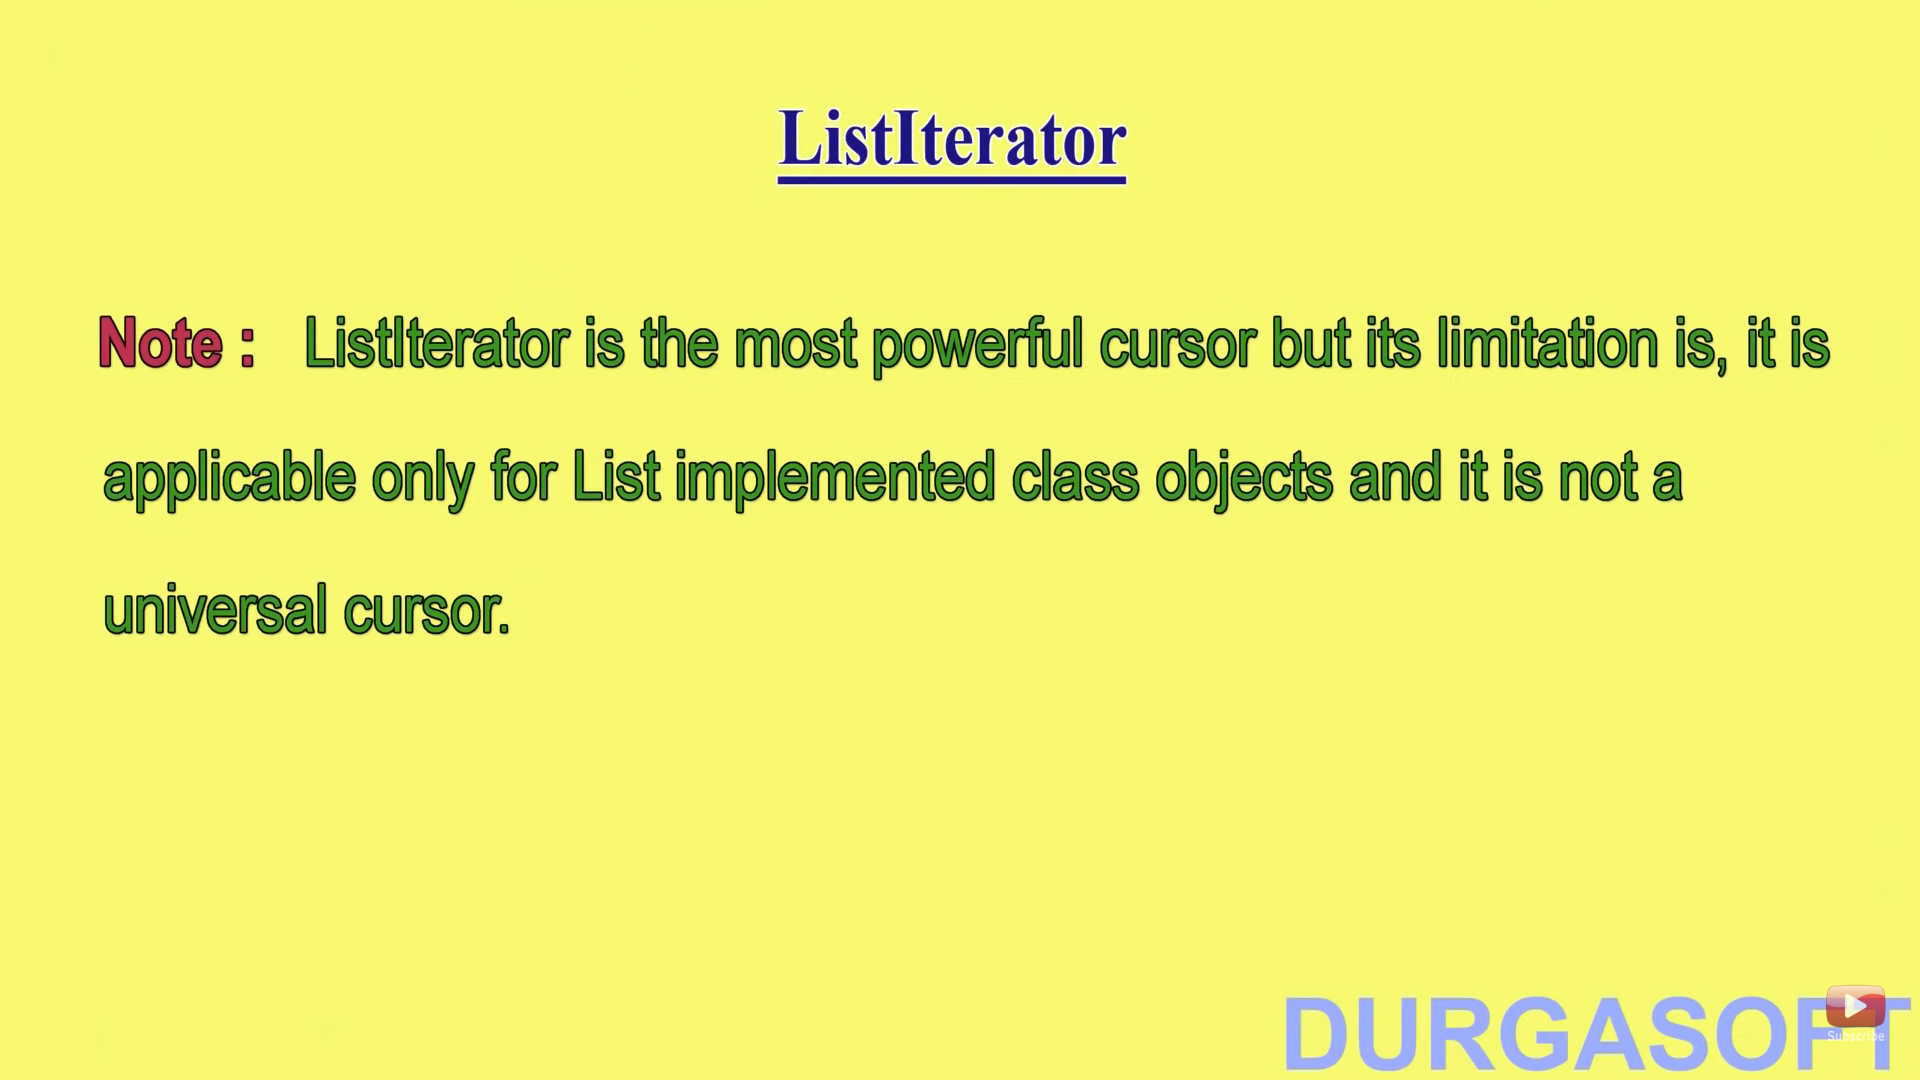 ListIterator
Note : ListIterator is the most powerful cursor but its limitation is, it is
applicable only for List implemented class objects and it is not a
universal cursor.
DURGASOFT
Subscribe